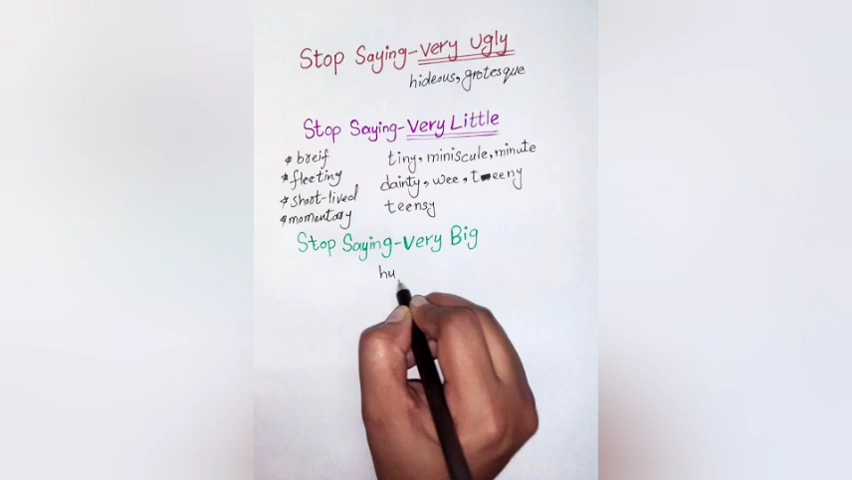 Stop Saying-Very Ugly
hideous, grotesque
Stop Saying-Very Little
* breif
* fleeting
* short-lived
* momentary
tiny, miniscule, minute
dainty, wee, teeny
teensy
Stop Saying-Very Big
hu